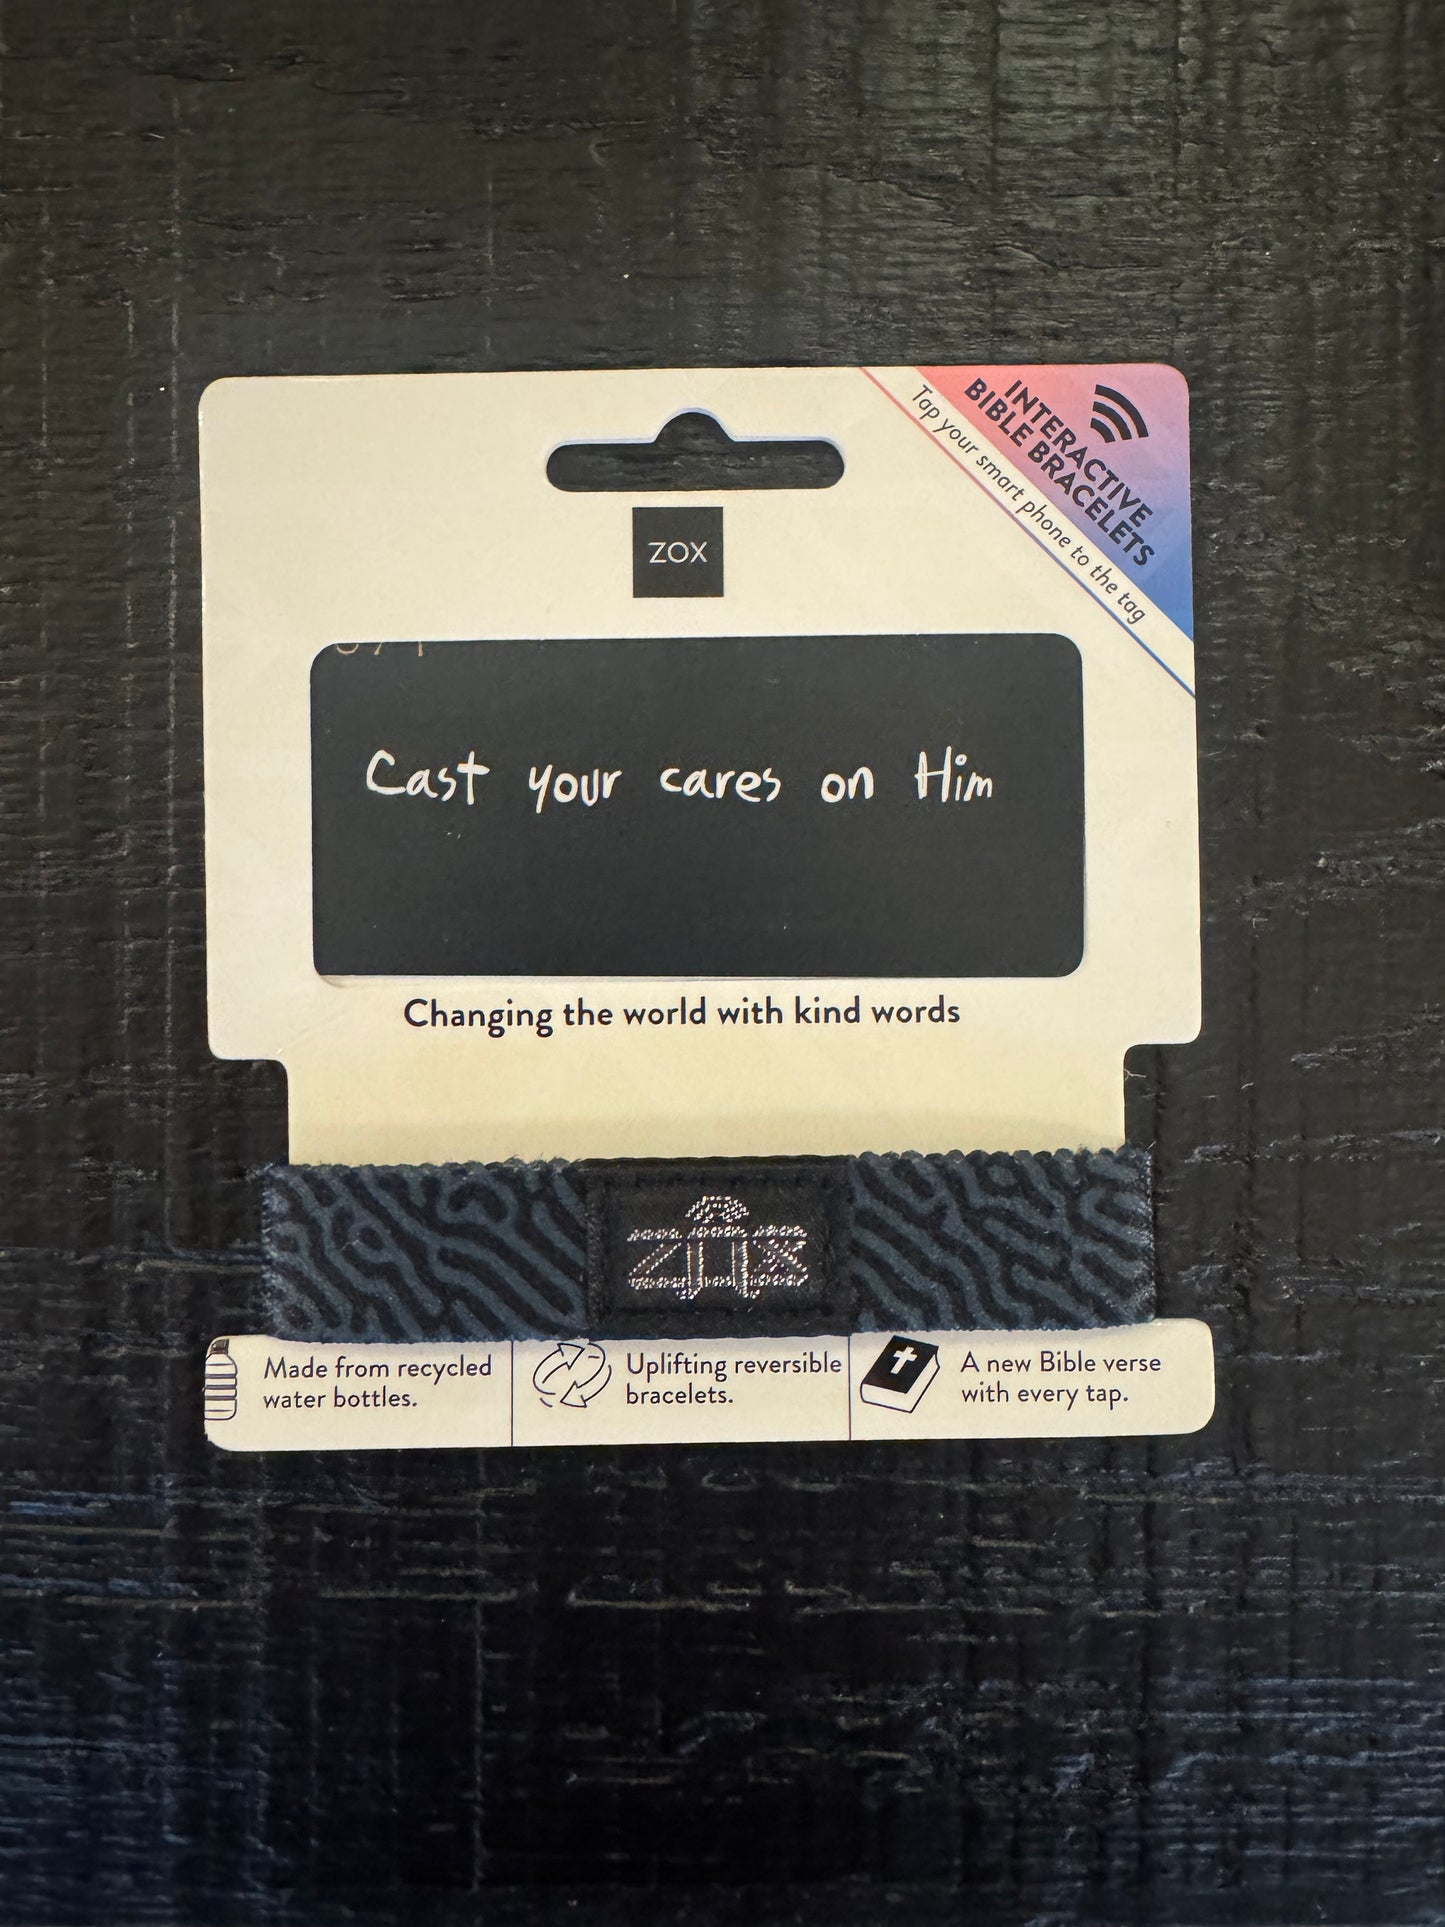 INTERACTIVE
BIBLE BRACELETS
Tap your smart phone to the tag
ZOX
Cast your cares on Him
Changing the world with kind words
ZOX
Made from recycled
water bottles.
Uplifting reversible
bracelets.
A new Bible verse
with every tap.